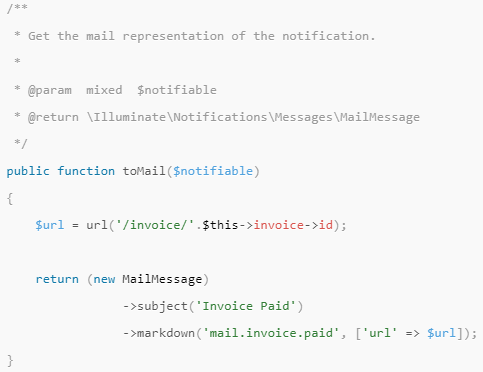 /**
 * Get the mail representation of the notification.
 *
 * @param  mixed  $notifiable
 * @return \Illuminate\Notifications\Messages\MailMessage
 */
public function toMail($notifiable)
{
    $url = url('/invoice/'.$this->invoice->id);

    return (new MailMessage)
                ->subject('Invoice Paid')
                ->markdown('mail.invoice.paid', ['url' => $url]);
}